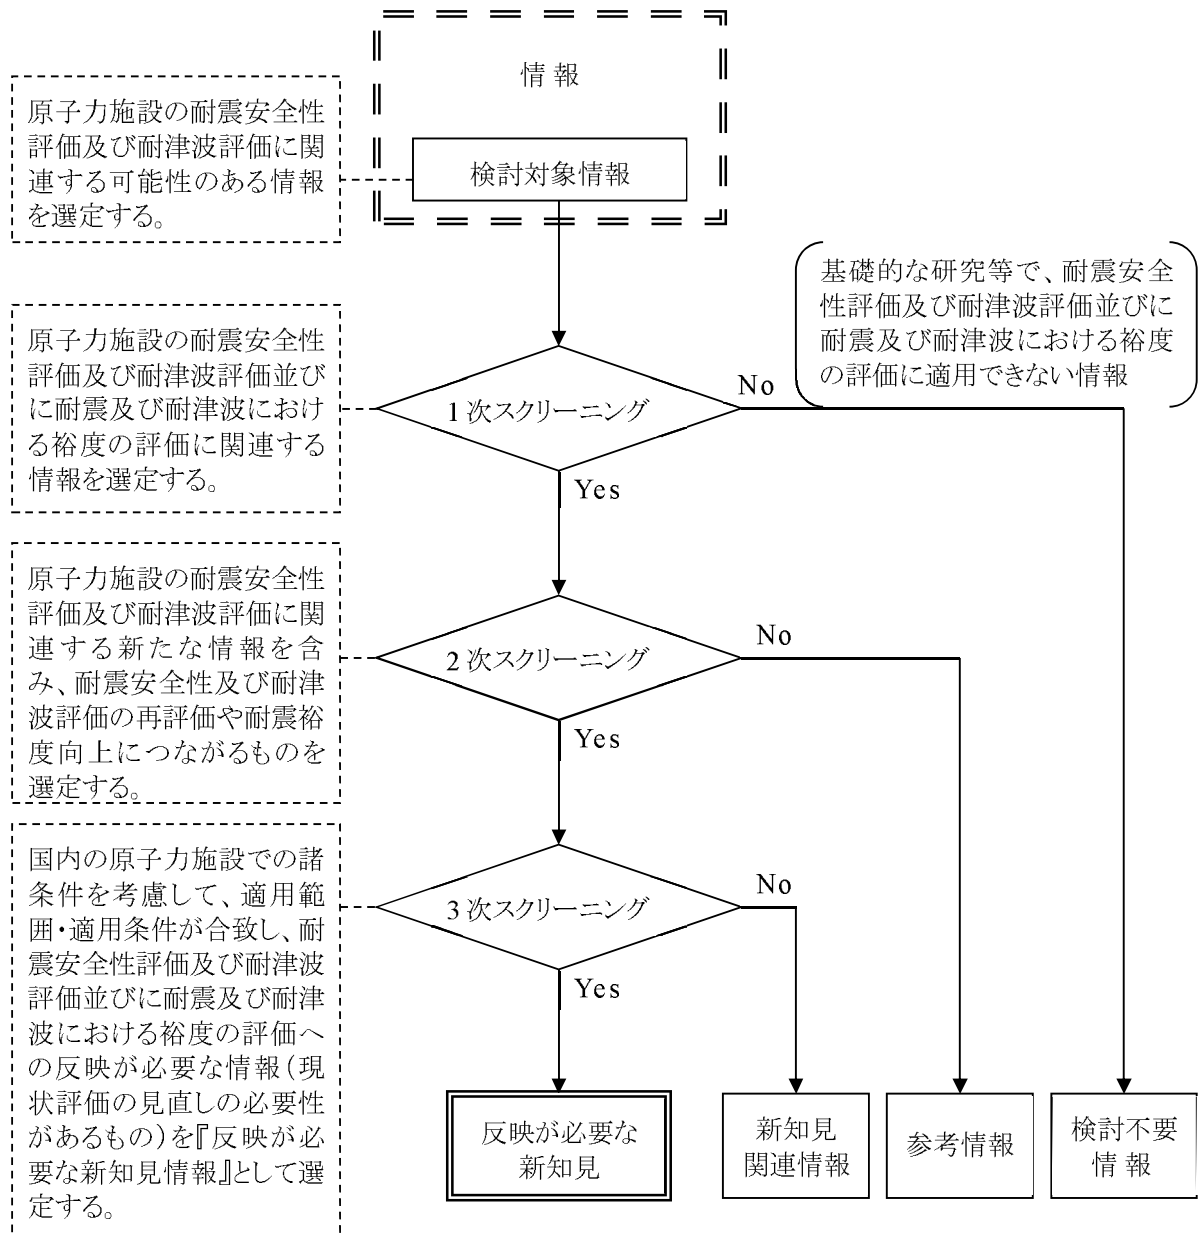 情報
原子力施設の耐震安全性
評価及び耐津波評価に関
連する可能性のある情報
を選定する。
検討対象情報
基礎的な研究等で、耐震安全
性評価及び耐津波評価並びに
耐震及び耐津波における裕度
の評価に適用できない情報
原子力施設の耐震安全性
評価及び耐津波評価並び
に耐震及び耐津波におけ
る裕度の評価に関連する
情報を選定する。
1次スクリーニング
No
Yes
原子力施設の耐震安全性
評価及び耐津波評価に関
連する新たな情報を含
み、耐震安全性及び耐津
波評価の再評価や耐震裕
度向上につながるものを
選定する。
2次スクリーニング
No
Yes
国内の原子力施設での諸
条件を考慮して、適用範
囲・適用条件が合致し、耐
震安全性評価及び耐津波
評価並びに耐震及び耐津
波における裕度の評価へ
の反映が必要な情報(現
状評価の見直しの必要性
があるもの)を『反映が必
要な新知見情報』として選
定する。
3次スクリーニング
No
Yes
反映が必要な
新知見
新知見
関連情報
参考情報
検討不要
情報